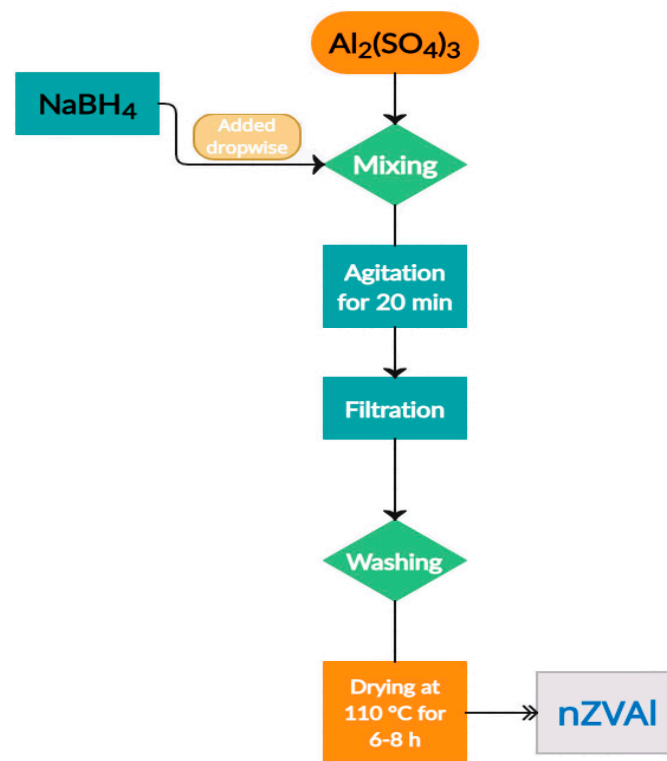 Al₂(SO₄)₃
NaBH₄
Added
dropwise
Mixing
Agitation
for 20 min
Filtration
Washing
Drying at
110 °C for
6-8 h
nZVAl